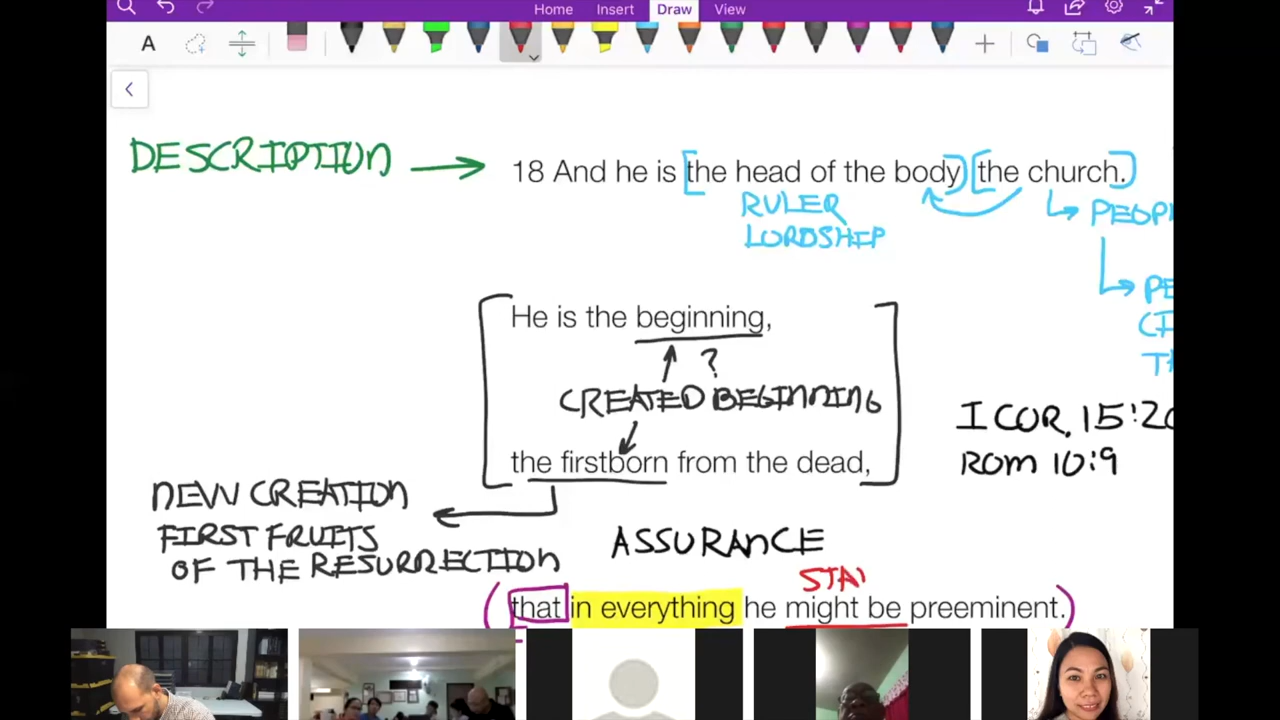 Home Insert Draw View
A
DESCRIPTION
18 And he is the head of the body, the church.
RULER
LORDSHIP
He is the beginning,
?
CREATED BEGINNING
the firstborn from the dead,
I COR. 15:20
ROM 10:9
NEW CREATION
FIRST FRUITS
OF THE RESURRECTION
ASSURANCE
that in everything he might be preeminent.